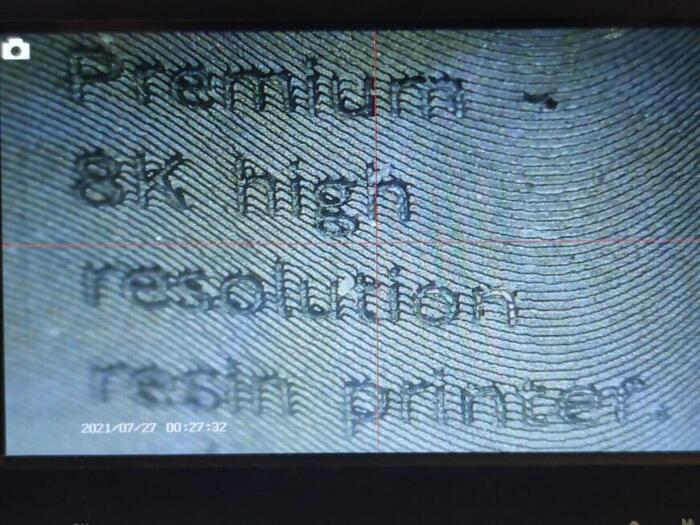 Premium -
8K high
resolution
resin printer.
2021/07/27 00:27:32